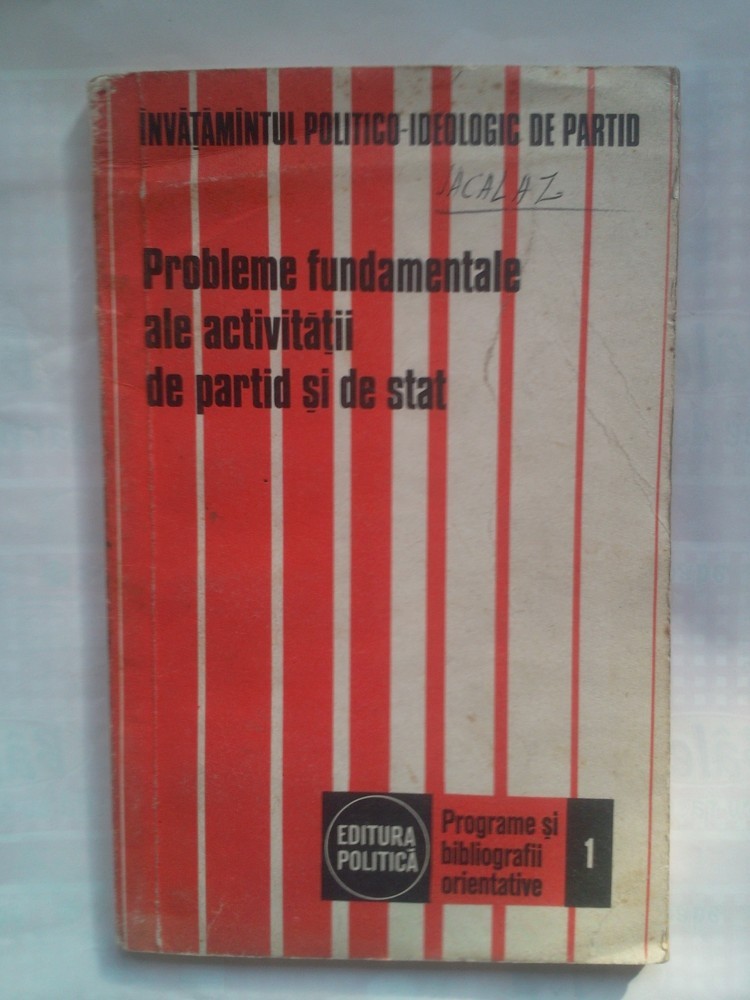 ÎNVĂȚĂMÎNTUL POLITICO-IDEOLOGIC DE PARTID
JACALAZ
Probleme fundamentale
ale activității
de partid și de stat
EDITURA
POLITICĂ
Programe și
bibliografii
orientative
1